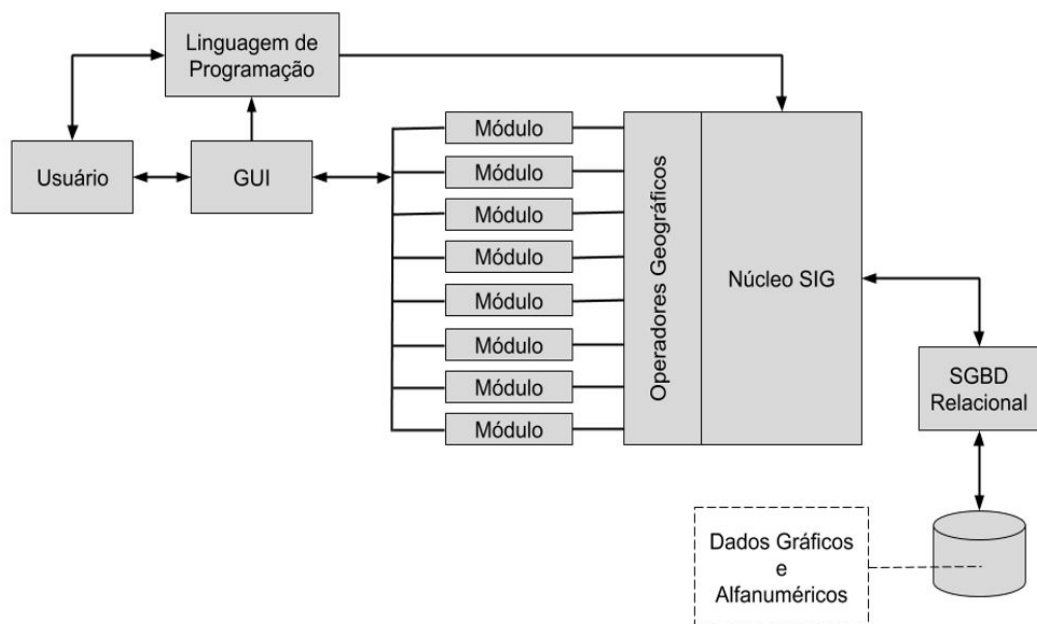 Linguagem de
Programação
Usuário
GUI
Módulo
Módulo
Módulo
Módulo
Módulo
Módulo
Módulo
Módulo
Operadores Geográficos
Núcleo SIG
SGBD
Relacional
Dados Gráficos
e
Alfanuméricos